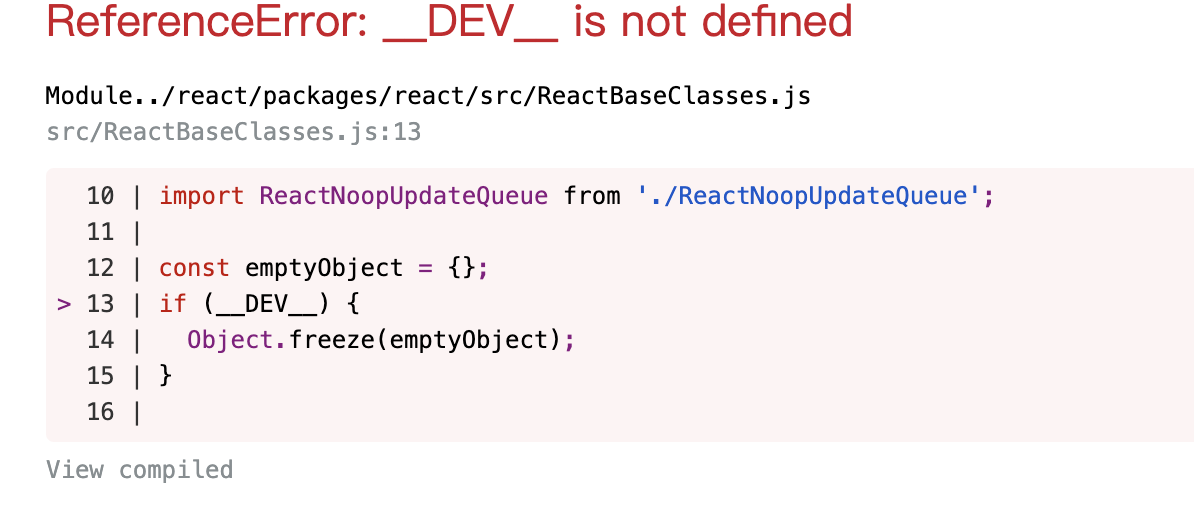 ReferenceError: __DEV__ is not defined
Module../react/packages/react/src/ReactBaseClasses.js
src/ReactBaseClasses.js:13
  10 | import ReactNoopUpdateQueue from './ReactNoopUpdateQueue';
  11 |
  12 | const emptyObject = {};
> 13 | if (__DEV__) {
  14 |   Object.freeze(emptyObject);
  15 | }
  16 |
View compiled